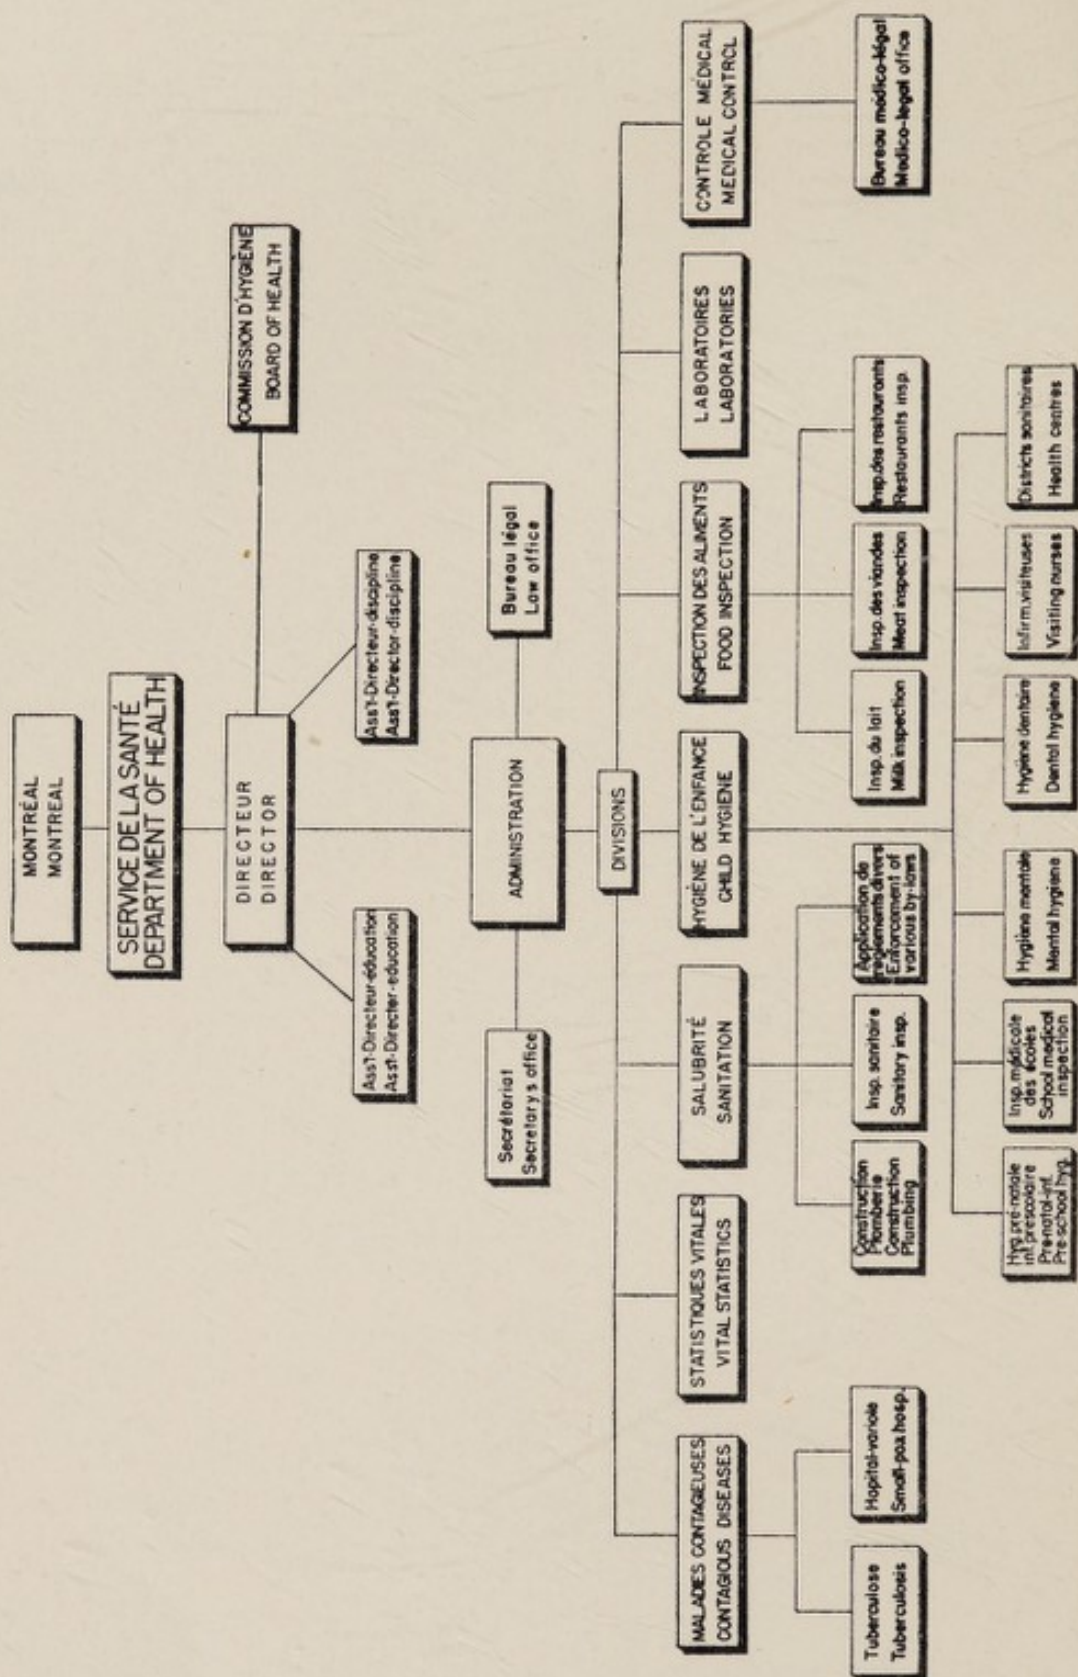 MONTRÉAL
MONTREAL
SERVICE DE LA SANTÉ
DEPARTMENT OF HEALTH
DIRECTEUR
DIRECTOR
COMMISSION D'HYGIÈNE
BOARD OF HEALTH
Ass't-Directeur-éducation
Ass't-Director-education
Ass't-Directeur-discipline
Ass't-Director-discipline
Secrétariat
Secretarys office
ADMINISTRATION
Bureau légal
Law office
DIVISIONS
MALADIES CONTAGIEUSES
CONTAGIOUS DISEASES
STATISTIQUES VITALES
VITAL STATISTICS
SALUBRITÉ
SANITATION
HYGIÈNE DE L'ENFANCE
CHILD HYGIENE
INSPECTION DES ALIMENTS
FOOD INSPECTION
LABORATOIRES
LABORATORIES
CONTROLE MÉDICAL
MEDICAL CONTROL
Tuberculose
Tuberculosis
Hopital-variole
Small-pox hosp.
Construction
Plomberie
Construction
Plumbing
Insp. sanitaire
Sanitary insp.
Application de
règlements divers
Enforcement of
various by-laws
Insp. du lait
Milk inspection
Insp. des viandes
Meat inspection
Insp. des restaurants
Restaurants insp.
Bureau médico-légal
Medico-legal office
Hyg. pré-natale
inf. préscolaire
Pre-natal-inf.
Pre-school hyg.
Insp. médicale
des écoles
School medical
inspection
Hygiène mentale
Mental hygiene
Hygiène dentaire
Dental hygiene
Infirm. visiteuses
Visiting nurses
Districts sanitaires
Health centres